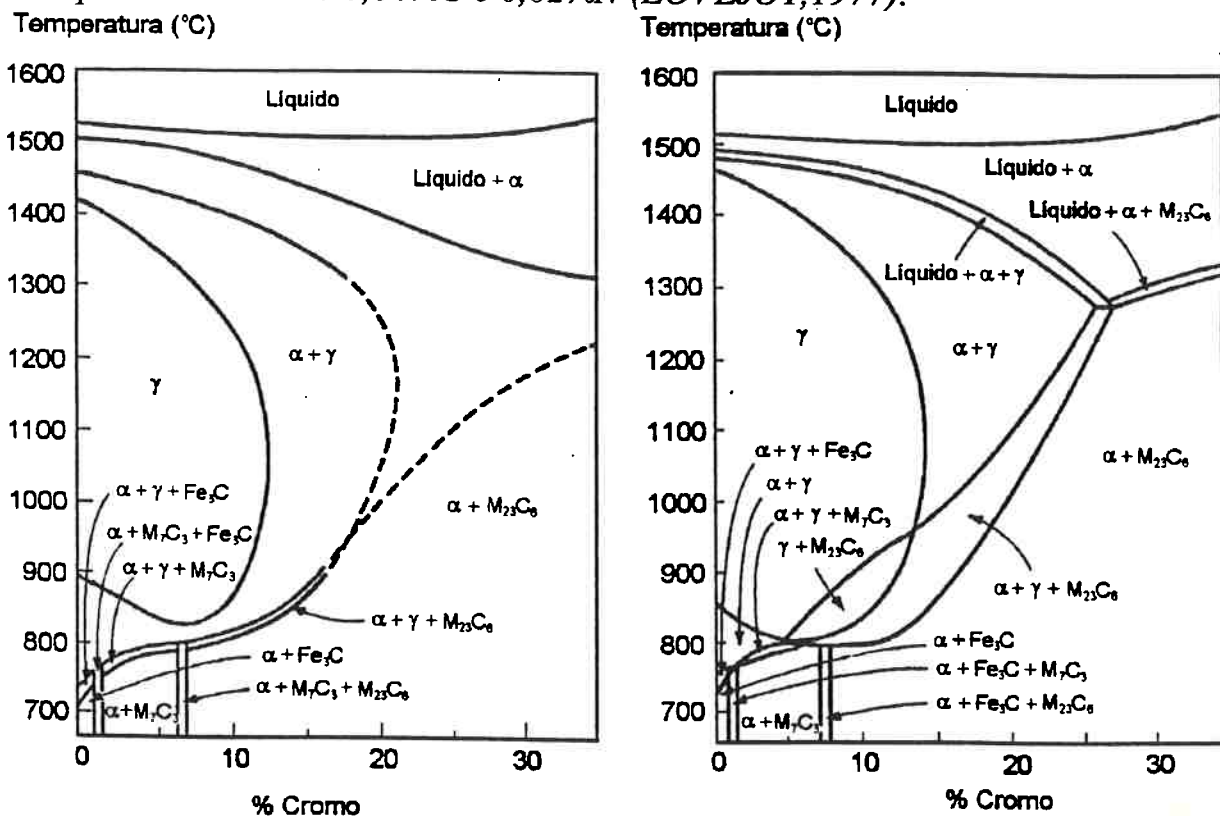 (LOVEJOY, 1977).
Temperatura (°C)
1600
1500
1400
1300
1200
1100
1000
900
800
700
0
10
20
30
% Cromo
Líquido
Líquido + α
α + γ
γ
α + γ + Fe₃C
α + M₇C₃ + Fe₃C
α + γ + M₇C₃
α + M₂₃C₆
α + γ + M₂₃C₆
α + Fe₃C
α + M₇C₃ + M₂₃C₆
α + M₇C₃
Temperatura (°C)
1600
1500
1400
1300
1200
1100
1000
900
800
700
0
10
20
30
% Cromo
Líquido
Líquido + α
Líquido + α + M₂₃C₆
Líquido + α + γ
γ
α + γ
α + γ + Fe₃C
α + γ
α + γ + M₇C₃
γ + M₂₃C₆
α + M₂₃C₆
α + γ + M₂₃C₆
α + Fe₃C
α + Fe₃C + M₇C₃
α + Fe₃C + M₂₃C₆
α + M₇C₃